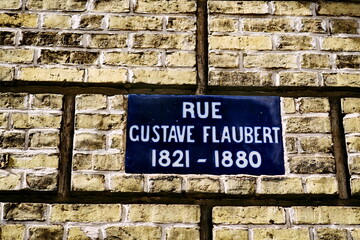 RUE
GUSTAVE FLAUBERT
1821 - 1880